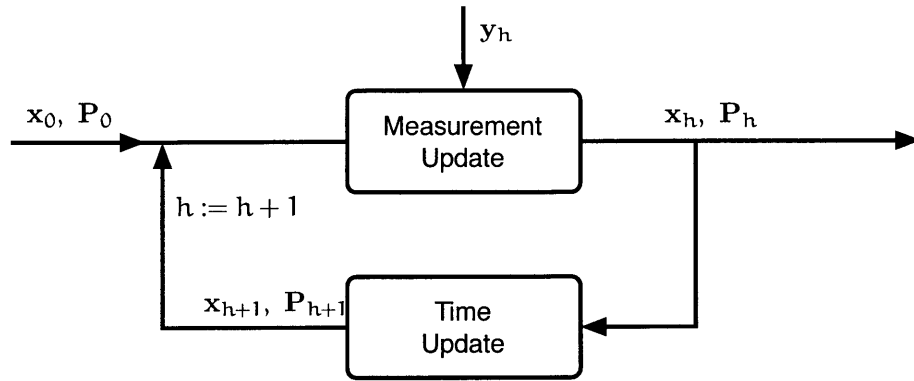 y_h
x_0, P_0
Measurement
Update
x_h, P_h
h := h + 1
x_{h+1}, P_{h+1}
Time
Update